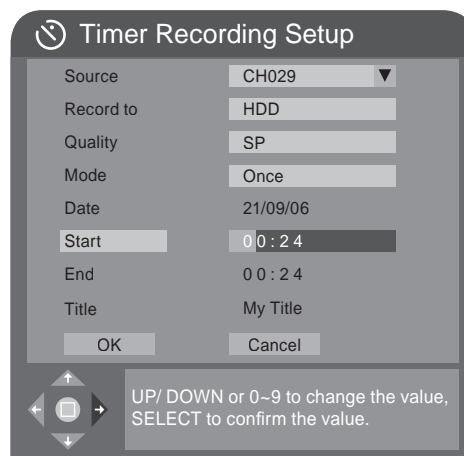 Timer Recording Setup
Source CH029
Record to HDD
Quality SP
Mode Once
Date 21/09/06
Start 00:24
End 00:24
Title My Title
OK Cancel
UP/ DOWN or 0~9 to change the value,
SELECT to confirm the value.